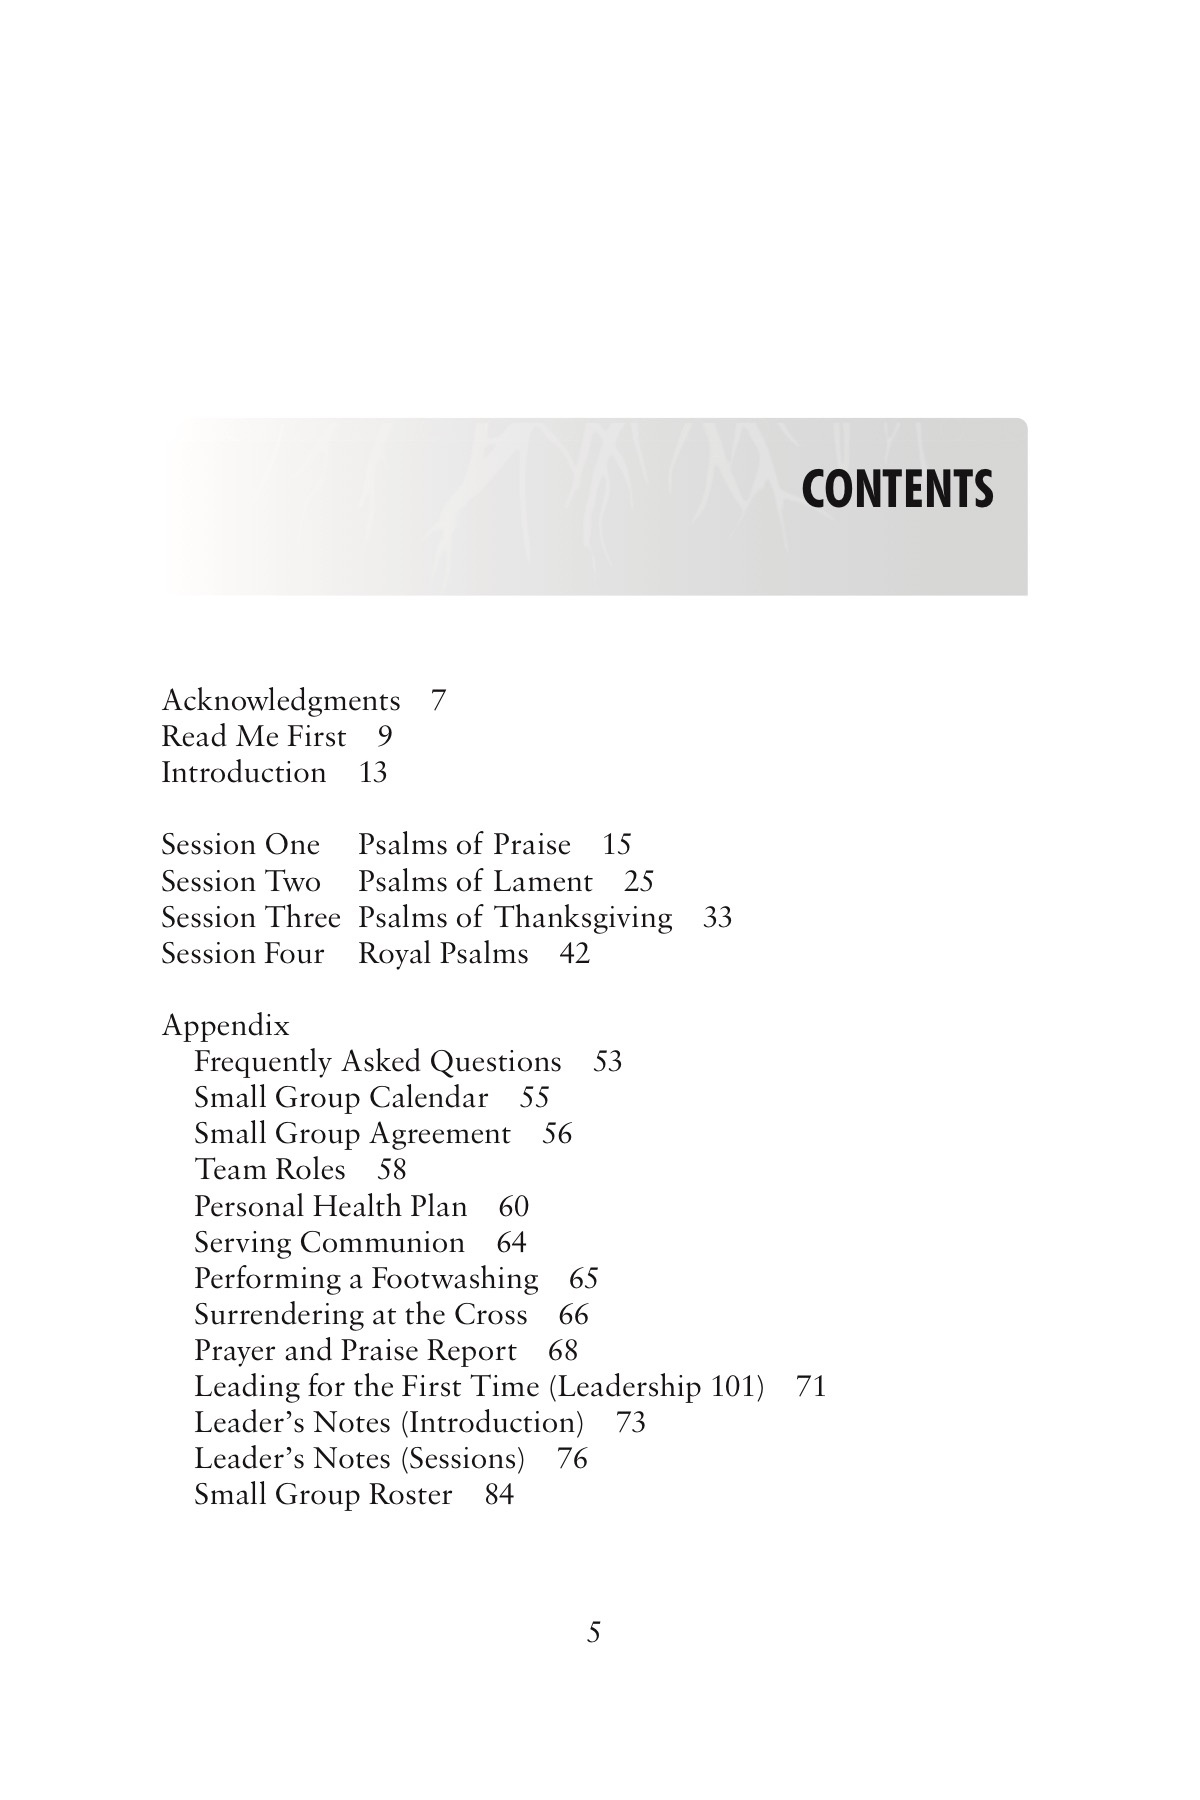 CONTENTS
Acknowledgments 7
Read Me First 9
Introduction 13
Session One Psalms of Praise 15
Session Two Psalms of Lament 25
Session Three Psalms of Thanksgiving 33
Session Four Royal Psalms 42
Appendix
Frequently Asked Questions 53
Small Group Calendar 55
Small Group Agreement 56
Team Roles 58
Personal Health Plan 60
Serving Communion 64
Performing a Footwashing 65
Surrendering at the Cross 66
Prayer and Praise Report 68
Leading for the First Time (Leadership 101) 71
Leader’s Notes (Introduction) 73
Leader’s Notes (Sessions) 76
Small Group Roster 84
5